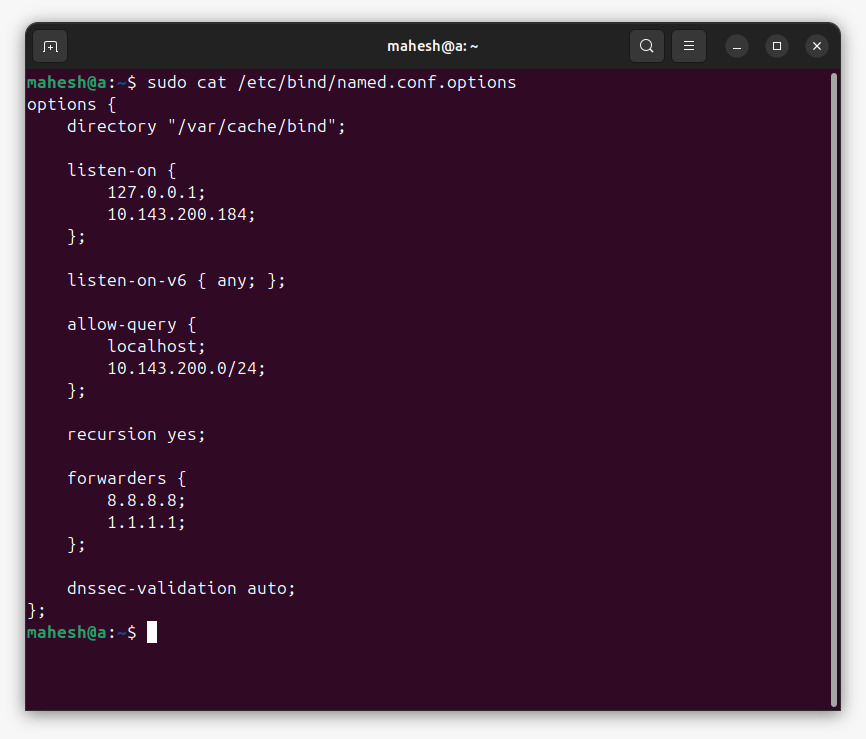 mahesh@a: ~
mahesh@a:~$ sudo cat /etc/bind/named.conf.options
options {
    directory "/var/cache/bind";

    listen-on {
        127.0.0.1;
        10.143.200.184;
    };

    listen-on-v6 { any; };

    allow-query {
        localhost;
        10.143.200.0/24;
    };

    recursion yes;

    forwarders {
        8.8.8.8;
        1.1.1.1;
    };

    dnssec-validation auto;
};
mahesh@a:~$